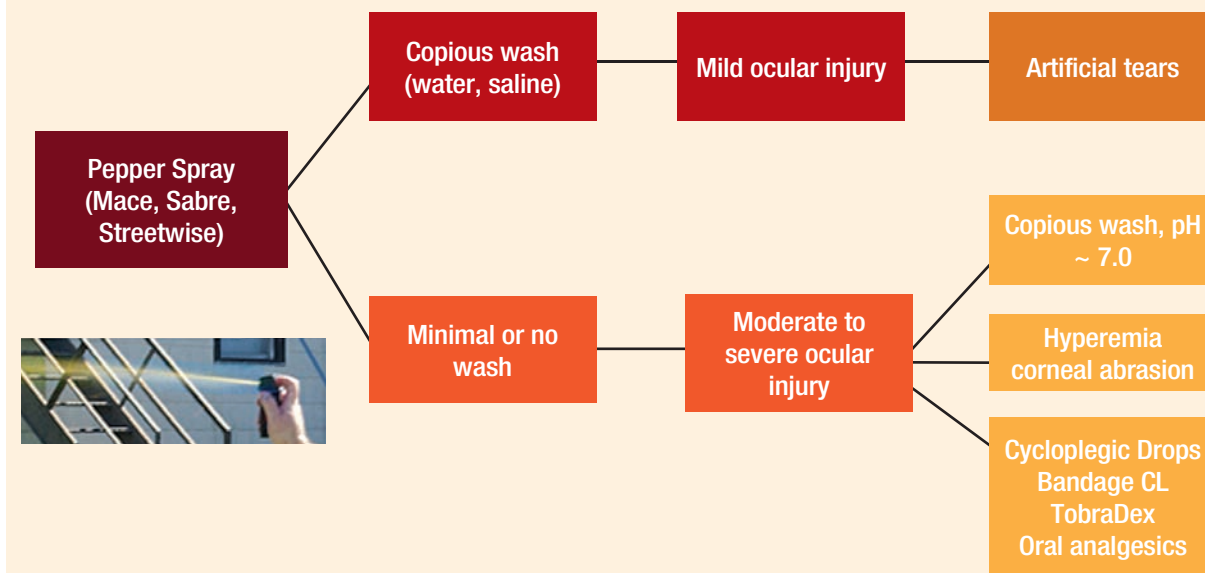 Copious wash
(water, saline)
Mild ocular injury
Artificial tears
Pepper Spray
(Mace, Sabre,
Streetwise)
Copious wash, pH
~ 7.0
Minimal or no
wash
Moderate to
severe ocular
injury
Hyperemia
corneal abrasion
Cycloplegic Drops
Bandage CL
TobraDex
Oral analgesics